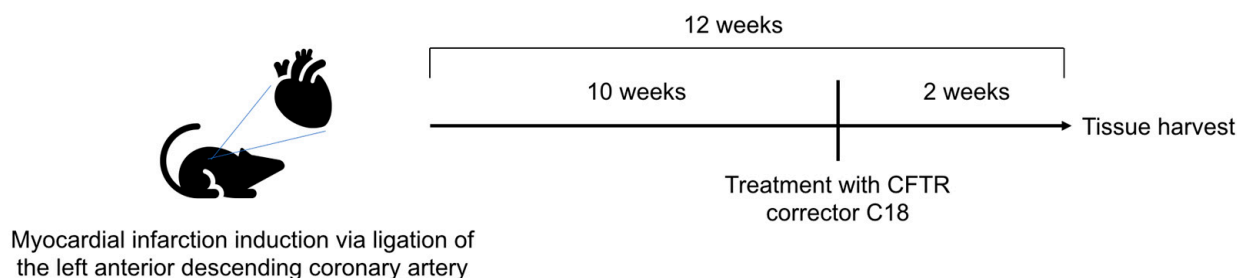 12 weeks
10 weeks
2 weeks
Tissue harvest
Treatment with CFTR
corrector C18
Myocardial infarction induction via ligation of
the left anterior descending coronary artery